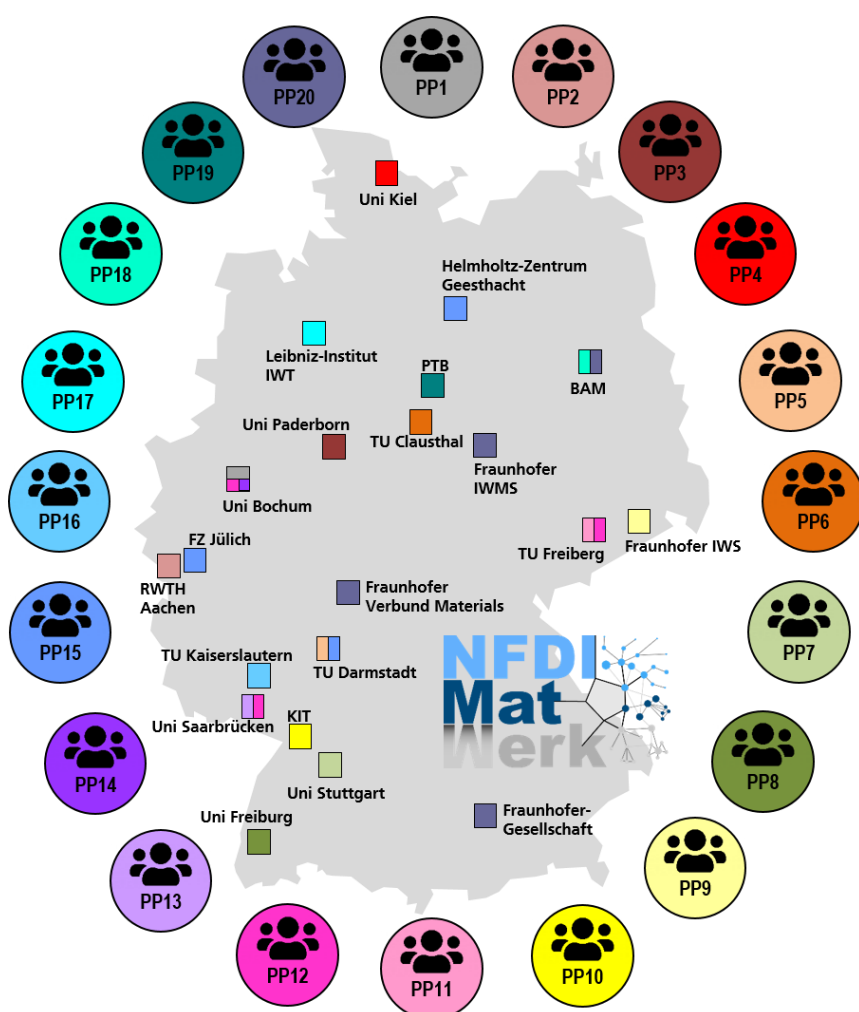 PP20
PP1
PP2
PP19
PP3
Uni Kiel
PP18
PP4
Helmholtz-Zentrum
Geesthacht
Leibniz-Institut
IWT
PTB
BAM
PP17
PP5
Uni Paderborn
TU Clausthal
Fraunhofer
IWMS
PP16
PP6
Uni Bochum
FZ Jülich
TU Freiberg
Fraunhofer IWS
RWTH
Aachen
Fraunhofer
Verbund Materials
PP15
PP7
TU Kaiserslautern
TU Darmstadt
NFDI
Mat
Werk
Uni Saarbrücken
KIT
PP14
PP8
Uni Stuttgart
Uni Freiburg
Fraunhofer-
Gesellschaft
PP13
PP9
PP12
PP11
PP10